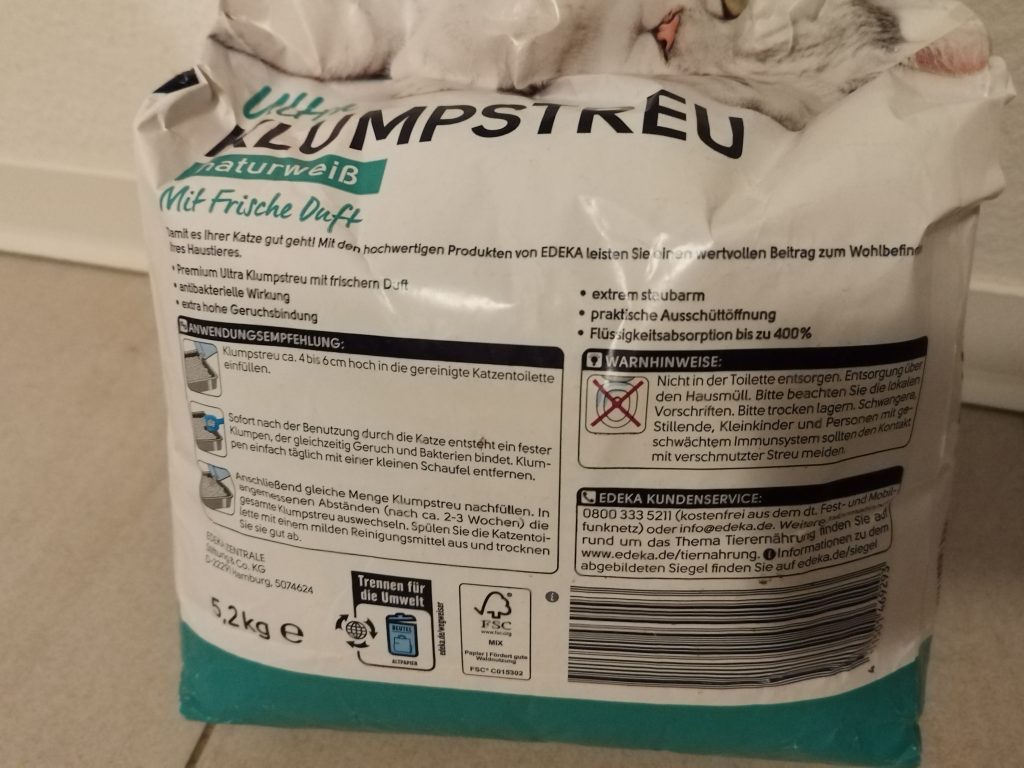 Ultra
KLUMPSTREU
naturweiß
Mit Frische Duft
Damit es Ihrer Katze gut geht! Mit den hochwertigen Produkten von EDEKA leisten Sie einen wertvollen Beitrag zum
Ihres Haustieres.
• Premium Ultra Klumpstreu mit frischem Duft
• antibakterielle Wirkung
• extra hohe Geruchsbindung
• extrem staubarm
• praktische Ausschüttöffnung
• Flüssigkeitsabsorption bis zu 400%
ANWENDUNGSEMPFEHLUNG:
Klumpstreu ca. 4 bis 6 cm hoch in die gereinigte Katzentoilette
einfüllen.
Sofort nach der Benutzung durch die Katze entsteht ein fester
Klumpen, der gleichzeitig Geruch und Bakterien bindet. Klum-
pen einfach täglich mit einer kleinen Schaufel entfernen.
Anschließend gleiche Menge Klumpstreu nachfüllen. In
angemessenen Abständen (nach ca. 2-3 Wochen) die
gesamte Klumpstreu auswechseln. Spülen Sie die Katzentoi-
lette mit einem milden Reinigungsmittel aus und trocknen
Sie sie gut ab.
WARNHINWEISE:
Nicht in der Toilette entsorgen. Entsorgung über
den Hausmüll. Bitte beachten Sie die lokalen
Vorschriften. Bitte trocken lagern. Schwangere,
Stillende, Kleinkinder und Personen mit ge-
schwächtem Immunsystem sollten den Kontakt
mit verschmutzter Streu meiden.
EDEKA KUNDENSERVICE:
0800 333 5211 (kostenfrei aus dem dt. Fest- und Mobil-
funknetz) oder info@edeka.de. Weitere finden Sie auf
rund um das Thema Tierernährung
www.edeka.de/tiernahrung. Informationen zu dem
abgebildeten Siegel finden Sie auf edeka.de/siegel
EDEKA ZENTRALE
Stiftung & Co. KG
D-22291 Hamburg, 5074624
5,2 kg e
Trennen für
die Umwelt
BEUTEL
ALTPAPIER
edeka.de/wegweiser
FSC
www.fsc.org
MIX
Papier | Fördert gute
Waldnutzung
FSC® C015302